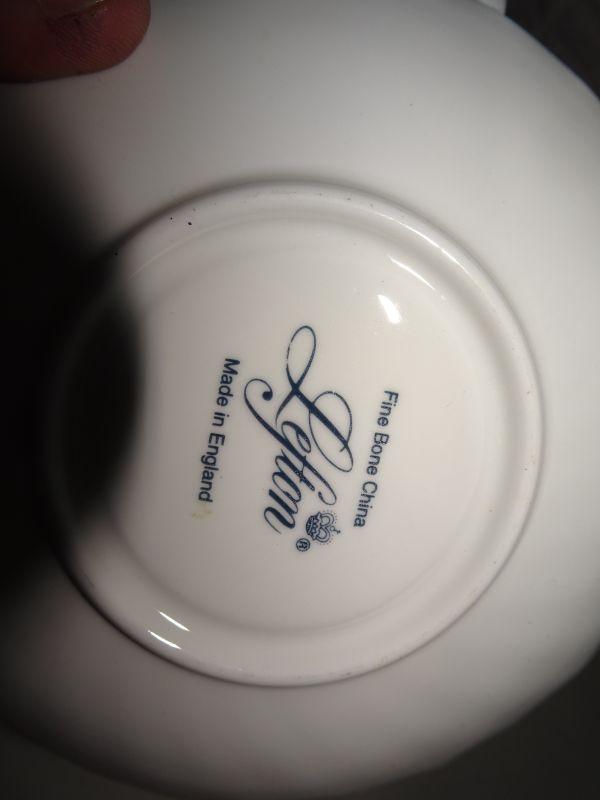 Fine Bone China
Leyton ®
Made in England